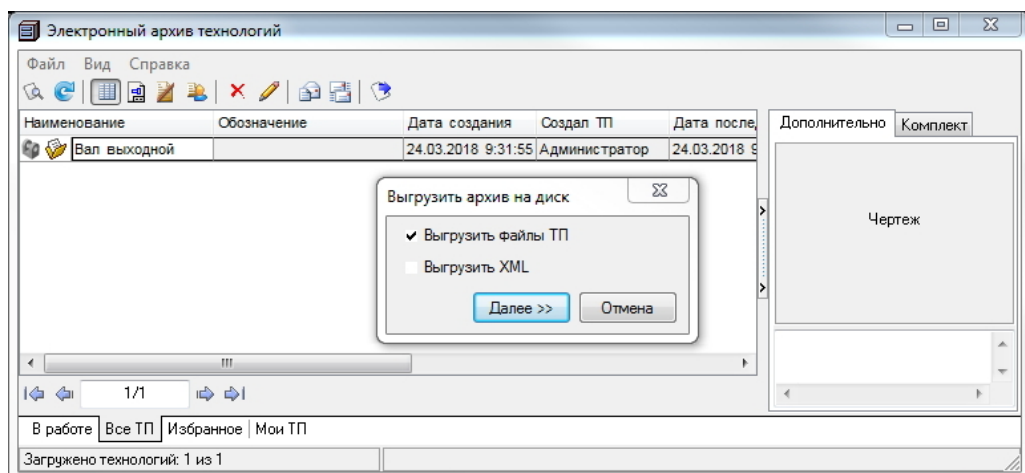 Электронный архив технологий
Файл Вид Справка
Наименование Обозначение Дата создания Создал ТП Дата послед
Вал выходной 24.03.2018 9:31:55 Администратор 24.03.2018 9
Дополнительно Комплект
Чертеж
Выгрузить архив на диск
Выгрузить файлы ТП
Выгрузить XML
Далее >> Отмена
1/1
В работе Все ТП Избранное Мои ТП
Загружено технологий: 1 из 1